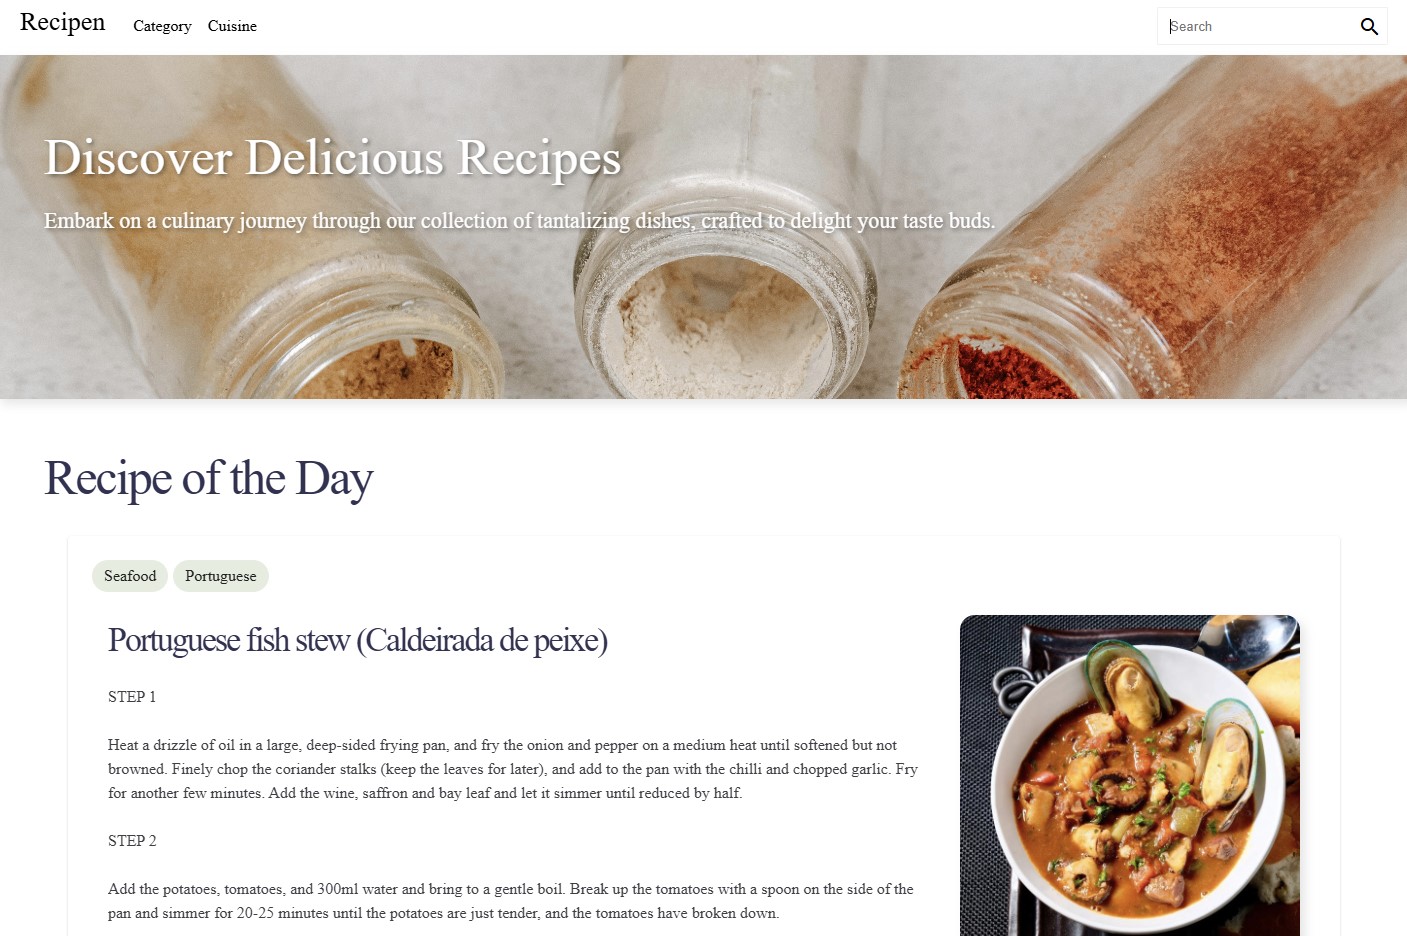 Recipen
Category
Cuisine
Search
Discover Delicious Recipes
Embark on a culinary journey through our collection of tantalizing dishes, crafted to delight your taste buds.
Recipe of the Day
Seafood
Portuguese
Portuguese fish stew (Caldeirada de peixe)
STEP 1
Heat a drizzle of oil in a large, deep-sided frying pan, and fry the onion and pepper on a medium heat until softened but not
browned. Finely chop the coriander stalks (keep the leaves for later), and add to the pan with the chilli and chopped garlic. Fry
for another few minutes. Add the wine, saffron and bay leaf and let it simmer until reduced by half.
STEP 2
Add the potatoes, tomatoes, and 300ml water and bring to a gentle boil. Break up the tomatoes with a spoon on the side of the
pan and simmer for 20-25 minutes until the potatoes are just tender, and the tomatoes have broken down.